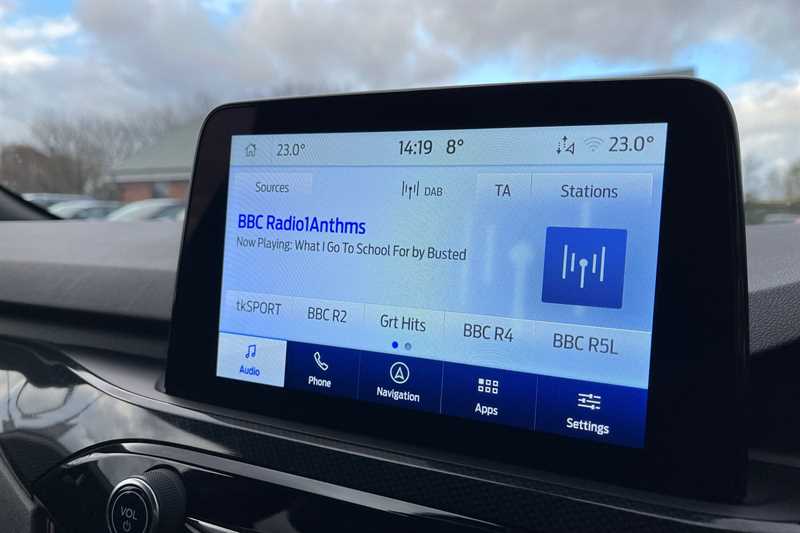 23.0° 14:19 8° 23.0°
Sources DAB TA Stations
BBC Radio1Anthms
Now Playing: What I Go To School For by Busted
tkSPORT BBC R2 Grt Hits BBC R4 BBC R5L
Audio Phone Navigation Apps Settings
VOL